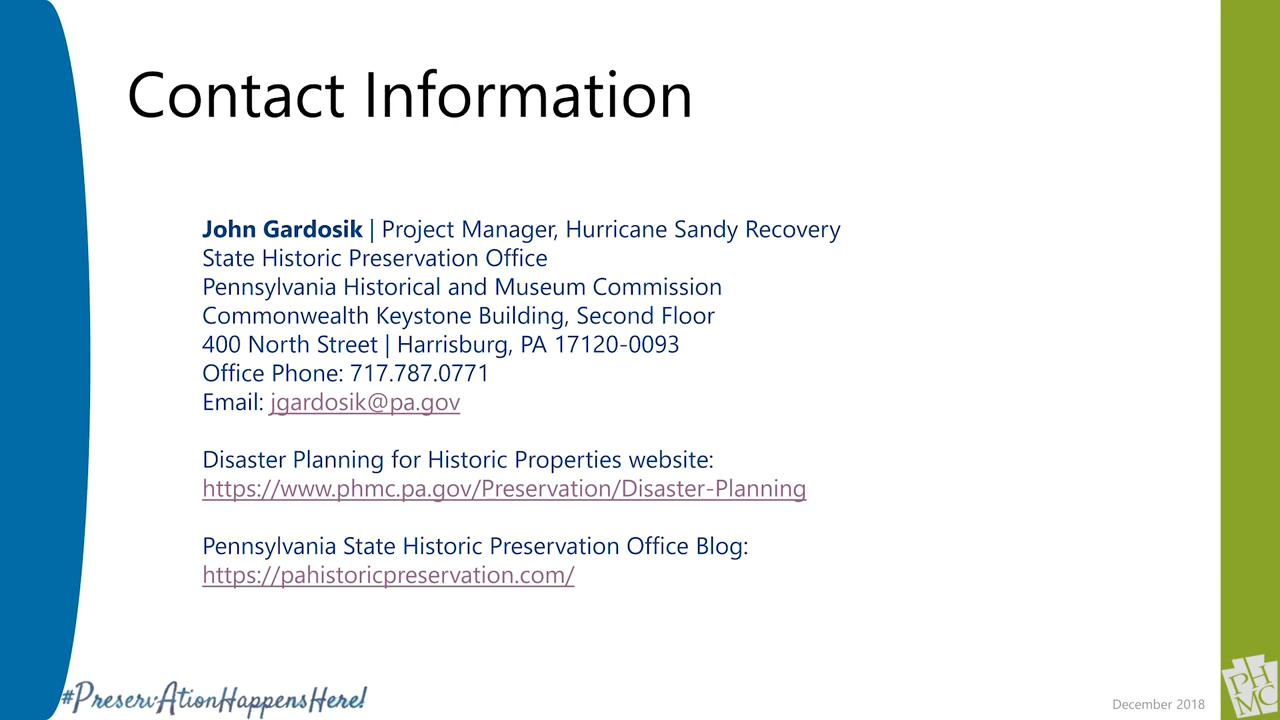 Contact Information
John Gardosik | Project Manager, Hurricane Sandy Recovery
State Historic Preservation Office
Pennsylvania Historical and Museum Commission
Commonwealth Keystone Building, Second Floor
400 North Street | Harrisburg, PA 17120-0093
Office Phone: 717.787.0771
Email: jgardosik@pa.gov
Disaster Planning for Historic Properties website:
https://www.phmc.pa.gov/Preservation/Disaster-Planning
Pennsylvania State Historic Preservation Office Blog:
https://pahistoricpreservation.com/
#PreservAtionHappensHere!
December 2018
PH
MC